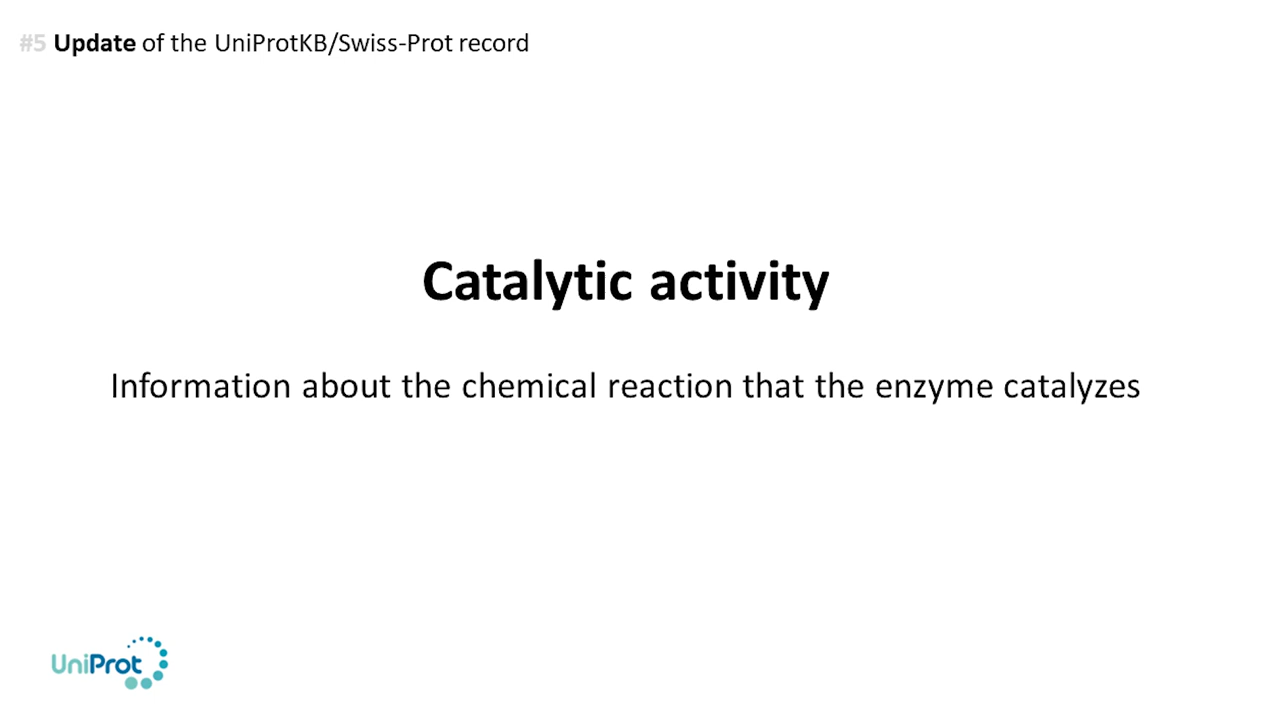 #5 Update of the UniProtKB/Swiss-Prot record
Catalytic activity
Information about the chemical reaction that the enzyme catalyzes
UniProt